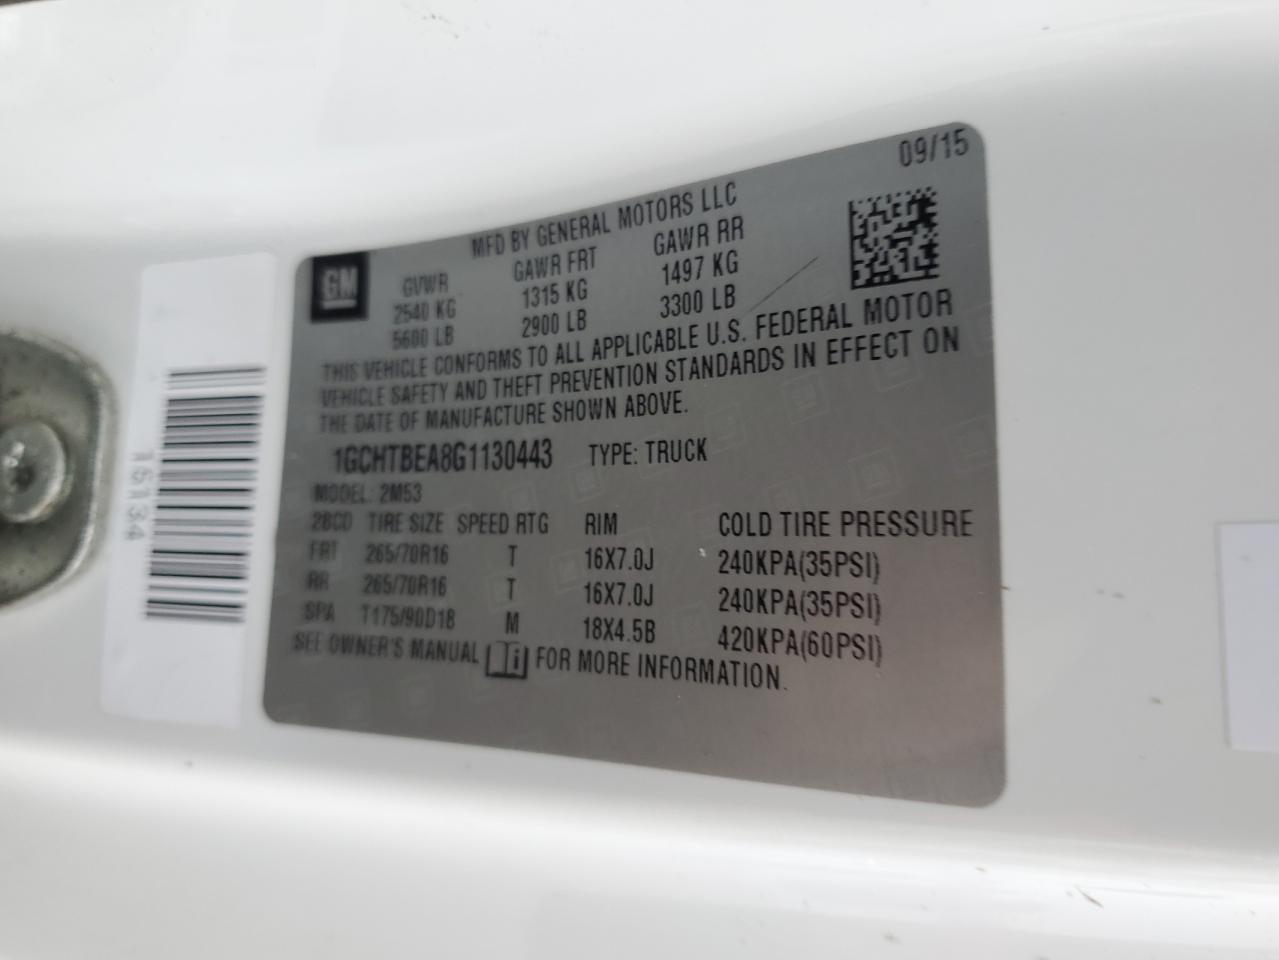 09/15
GM
MFD BY GENERAL MOTORS LLC
GVWR GAWR FRT GAWR RR
2540 KG 1315 KG 1497 KG
5600 LB 2900 LB 3300 LB
THIS VEHICLE CONFORMS TO ALL APPLICABLE U.S. FEDERAL MOTOR
VEHICLE SAFETY AND THEFT PREVENTION STANDARDS IN EFFECT ON
THE DATE OF MANUFACTURE SHOWN ABOVE.
1GCHTBEA8G1130443 TYPE: TRUCK
MODEL: 2M53
2BCD TIRE SIZE SPEED RTG RIM COLD TIRE PRESSURE
FRT 265/70R16 T 16X7.0J 240KPA(35PSI)
RR 265/70R16 T 16X7.0J 240KPA(35PSI)
SPA T175/90D18 M 18X4.5B 420KPA(60PSI)
SEE OWNER'S MANUAL i FOR MORE INFORMATION.
15134